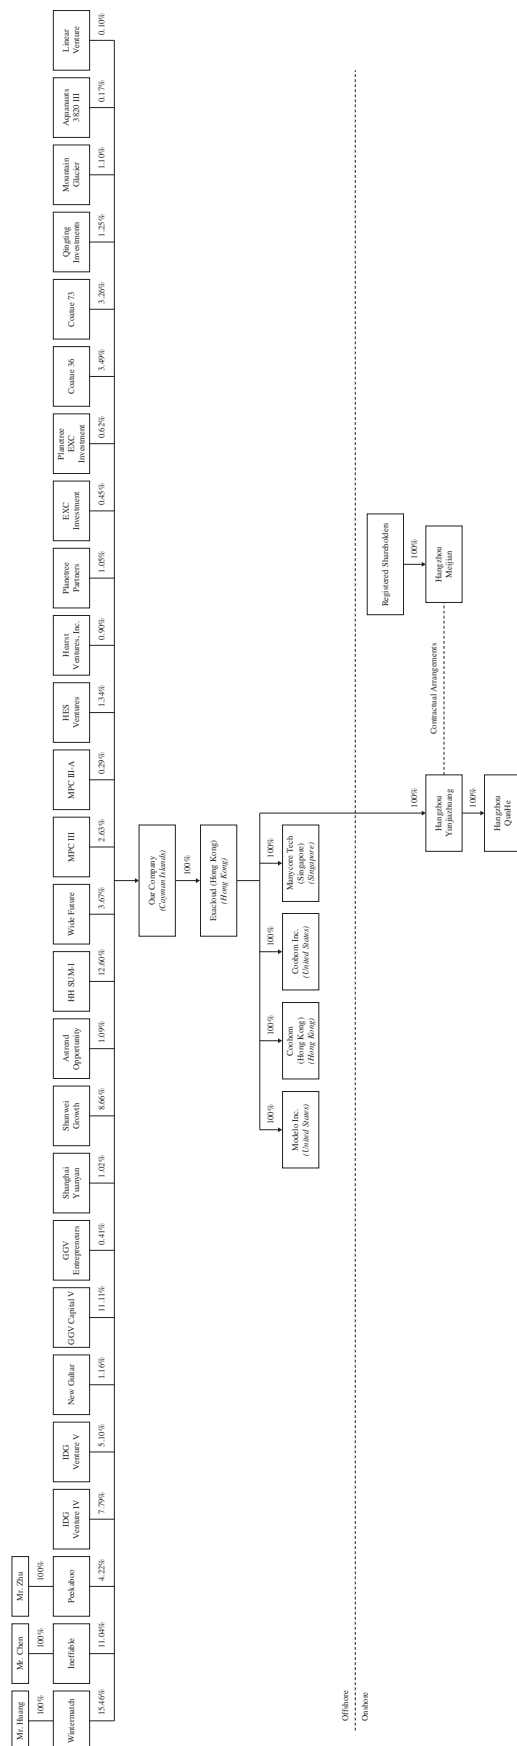 Mr. Huang
Mr. Chen
Mr. Zhu
100%
100%
100%
Wintermatch
Ineffable
Peekaboo
IDG
Venture IV
IDG
Venture V
New Guitar
GGV Capital V
GGV
Entrepreneurs
Shanghai
Yuanyan
Shunwei
Growth
Astrend
Opportunity
HH SUM-I
Wide Future
MPC III
MPC III-A
HES
Ventures
Hearst
Ventures, Inc.
Planetree
Partners
EXC
Investment
Planetree
EXC
Investment
Coatue 36
Coatue 73
Qingting
Investments
Mountain
Glacier
Aquanauts
3820 III
Linear
Venture
15.46%
11.04%
4.22%
7.79%
5.10%
1.16%
11.11%
0.41%
1.02%
8.66%
1.09%
12.60%
3.67%
2.63%
0.29%
1.34%
0.90%
1.05%
0.45%
0.62%
3.49%
3.26%
1.25%
1.10%
0.17%
0.10%
Our Company
(Cayman Islands)
100%
Exacloud (Hong Kong)
(Hong Kong)
100%
100%
100%
100%
Modelo Inc.
(United States)
Coohom
(Hong Kong)
(Hong Kong)
Coohom Inc.
(United States)
Manycore Tech
(Singapore)
(Singapore)
Offshore
Onshore
Registered Shareholders
100%
100%
Hangzhou
Yunjiazhuang
Contractual Arrangements
Hangzhou
Meijian
100%
Hangzhou
QunHe